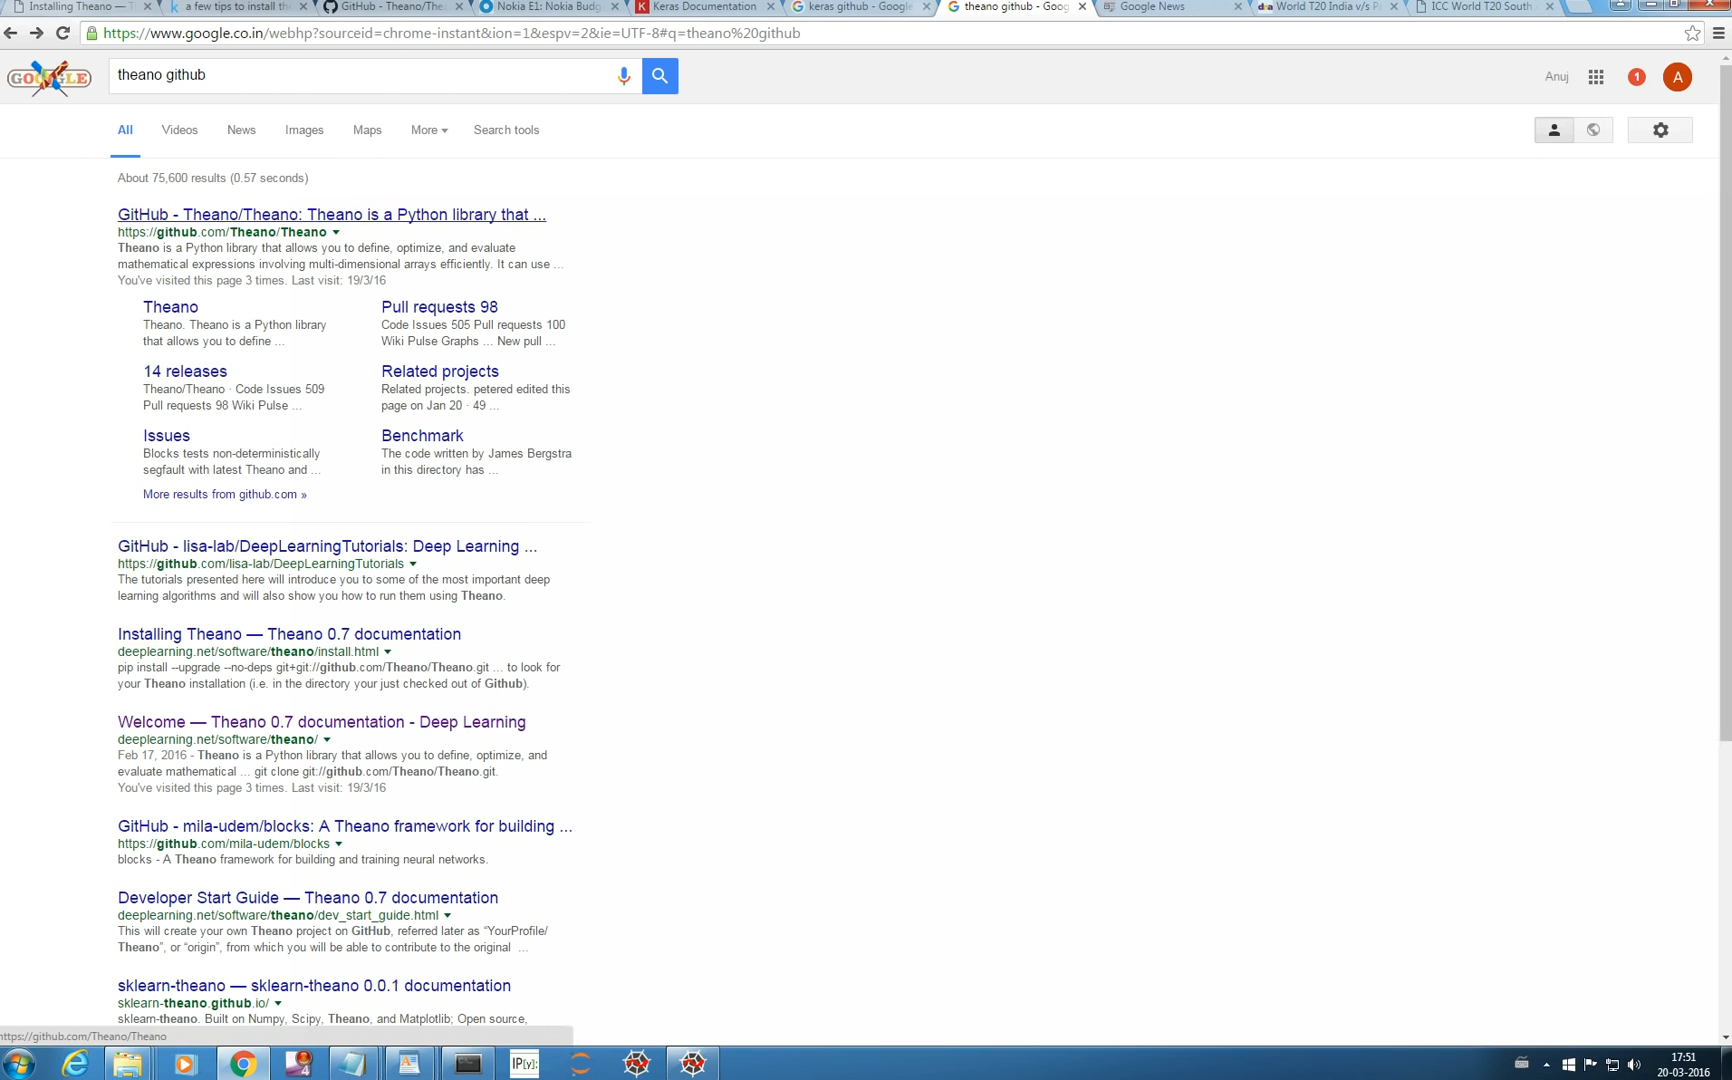 Installing Theano — Th
a few tips to install the
GitHub - Theano/Thea
Nokia E1: Nokia Budg
Keras Documentation
keras github - Google
theano github - Goog
Google News
dna World T20 India v/s P
ICC World T20 South
https://www.google.co.in/webhp?sourceid=chrome-instant&ion=1&espv=2&ie=UTF-8#q=theano%20github
GOOGLE
theano github
Anuj
1
A
All
Videos
News
Images
Maps
More
Search tools
About 75,600 results (0.57 seconds)
GitHub - Theano/Theano: Theano is a Python library that ...
https://github.com/Theano/Theano
Theano is a Python library that allows you to define, optimize, and evaluate
mathematical expressions involving multi-dimensional arrays efficiently. It can use ...
You've visited this page 3 times. Last visit: 19/3/16
Theano
Theano. Theano is a Python library
that allows you to define ...
Pull requests 98
Code Issues 505 Pull requests 100
Wiki Pulse Graphs ... New pull ...
14 releases
Theano/Theano · Code Issues 509
Pull requests 98 Wiki Pulse ...
Related projects
Related projects. petered edited this
page on Jan 20 · 49 ...
Issues
Blocks tests non-deterministically
segfault with latest Theano and ...
Benchmark
The code written by James Bergstra
in this directory has ...
More results from github.com »
GitHub - lisa-lab/DeepLearningTutorials: Deep Learning ...
https://github.com/lisa-lab/DeepLearningTutorials
The tutorials presented here will introduce you to some of the most important deep
learning algorithms and will also show you how to run them using Theano.
Installing Theano — Theano 0.7 documentation
deeplearning.net/software/theano/install.html
pip install --upgrade --no-deps git+git://github.com/Theano/Theano.git ... to look for
your Theano installation (i.e. in the directory your just checked out of Github).
Welcome — Theano 0.7 documentation - Deep Learning
deeplearning.net/software/theano/
Feb 17, 2016 - Theano is a Python library that allows you to define, optimize, and
evaluate mathematical ... git clone git://github.com/Theano/Theano.git.
You've visited this page 3 times. Last visit: 19/3/16
GitHub - mila-udem/blocks: A Theano framework for building ...
https://github.com/mila-udem/blocks
blocks - A Theano framework for building and training neural networks.
Developer Start Guide — Theano 0.7 documentation
deeplearning.net/software/theano/dev_start_guide.html
This will create your own Theano project on GitHub, referred later as “YourProfile/
Theano”, or “origin”, from which you will be able to contribute to the original ...
sklearn-theano — sklearn-theano 0.0.1 documentation
sklearn-theano.github.io/
sklearn-theano. Built on Numpy, Scipy, Theano, and Matplotlib; Open source,
https://github.com/Theano/Theano
IP[y]:
17:51
20-03-2016